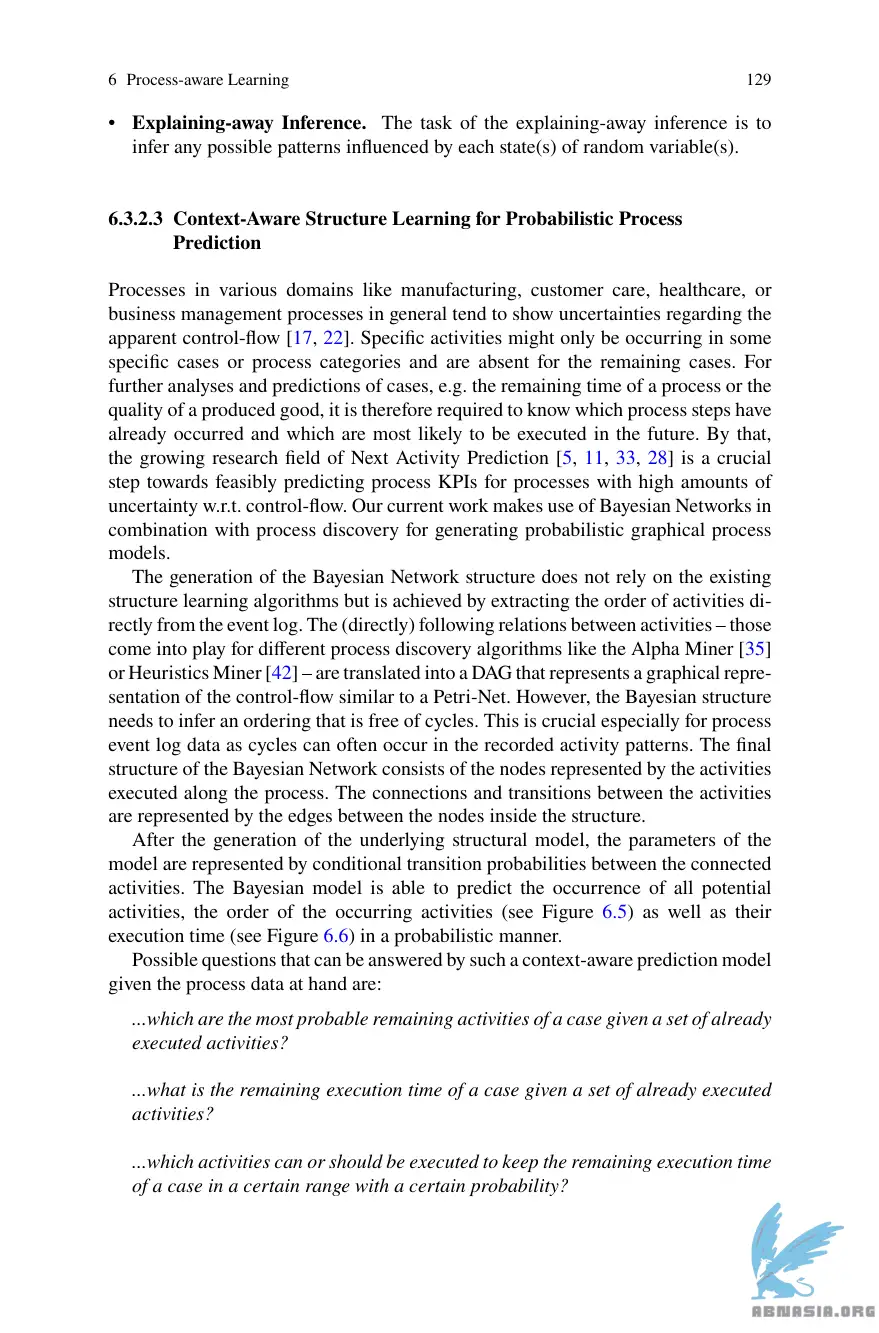 6 Process-aware Learning 129
• Explaining-away Inference. The task of the explaining-away inference is to
infer any possible patterns influenced by each state(s) of random variable(s).
6.3.2.3 Context-Aware Structure Learning for Probabilistic Process
Prediction
Processes in various domains like manufacturing, customer care, healthcare, or
business management processes in general tend to show uncertainties regarding the
apparent control-flow [17, 22]. Specific activities might only be occurring in some
specific cases or process categories and are absent for the remaining cases. For
further analyses and predictions of cases, e.g. the remaining time of a process or the
quality of a produced good, it is therefore required to know which process steps have
already occurred and which are most likely to be executed in the future. By that,
the growing research field of Next Activity Prediction [5, 11, 33, 28] is a crucial
step towards feasibly predicting process KPIs for processes with high amounts of
uncertainty w.r.t. control-flow. Our current work makes use of Bayesian Networks in
combination with process discovery for generating probabilistic graphical process
models.
The generation of the Bayesian Network structure does not rely on the existing
structure learning algorithms but is achieved by extracting the order of activities di-
rectly from the event log. The (directly) following relations between activities – those
come into play for different process discovery algorithms like the Alpha Miner [35]
or Heuristics Miner [42] – are translated into a DAG that represents a graphical repre-
sentation of the control-flow similar to a Petri-Net. However, the Bayesian structure
needs to infer an ordering that is free of cycles. This is crucial especially for process
event log data as cycles can often occur in the recorded activity patterns. The final
structure of the Bayesian Network consists of the nodes represented by the activities
executed along the process. The connections and transitions between the activities
are represented by the edges between the nodes inside the structure.
After the generation of the underlying structural model, the parameters of the
model are represented by conditional transition probabilities between the connected
activities. The Bayesian model is able to predict the occurrence of all potential
activities, the order of the occurring activities (see Figure 6.5) as well as their
execution time (see Figure 6.6) in a probabilistic manner.
Possible questions that can be answered by such a context-aware prediction model
given the process data at hand are:
...which are the most probable remaining activities of a case given a set of already
executed activities?
...what is the remaining execution time of a case given a set of already executed
activities?
...which activities can or should be executed to keep the remaining execution time
of a case in a certain range with a certain probability?
ABNASIA.ORG